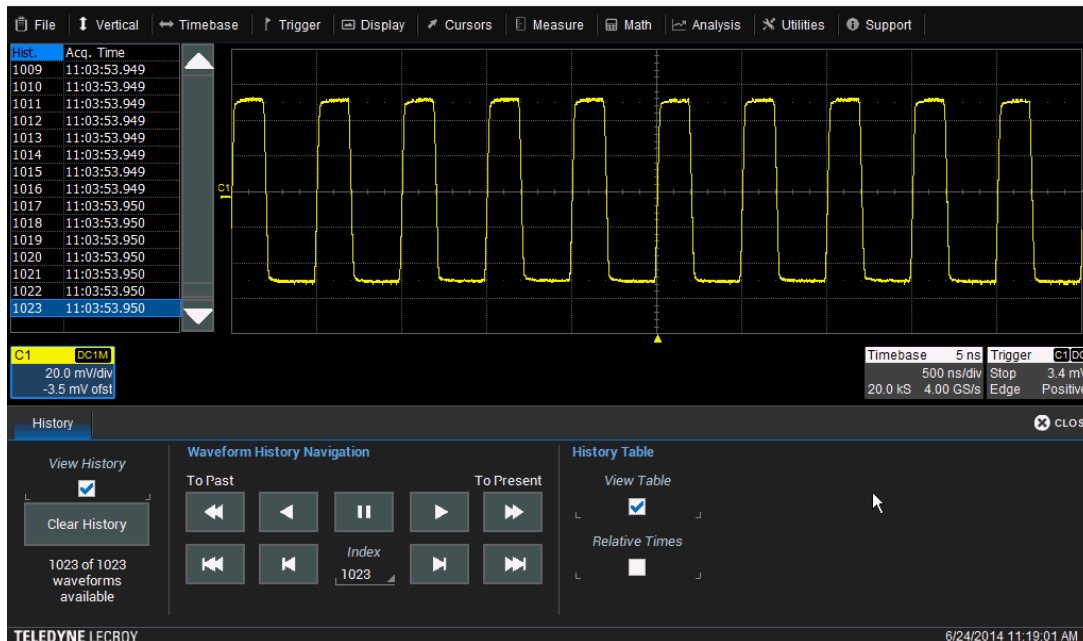 File Vertical Timebase Trigger Display Cursors Measure Math Analysis Utilities Support
Hist. Acq. Time
1009 11:03:53.949
1010 11:03:53.949
1011 11:03:53.949
1012 11:03:53.949
1013 11:03:53.949
1014 11:03:53.949
1015 11:03:53.949
1016 11:03:53.949
1017 11:03:53.950
1018 11:03:53.950
1019 11:03:53.950
1020 11:03:53.950
1021 11:03:53.950
1022 11:03:53.950
1023 11:03:53.950
C1
C1 DC1M
20.0 mV/div
-3.5 mV ofst
Timebase 5 ns
500 ns/div
20.0 kS 4.00 GS/s
Trigger C1 DC
Stop 3.4 mV
Edge Positive
History
CLOS
View History
Clear History
1023 of 1023
waveforms
available
Waveform History Navigation
To Past To Present
Index
1023
History Table
View Table
Relative Times
TELEDYNE LECROY
6/24/2014 11:19:01 AM